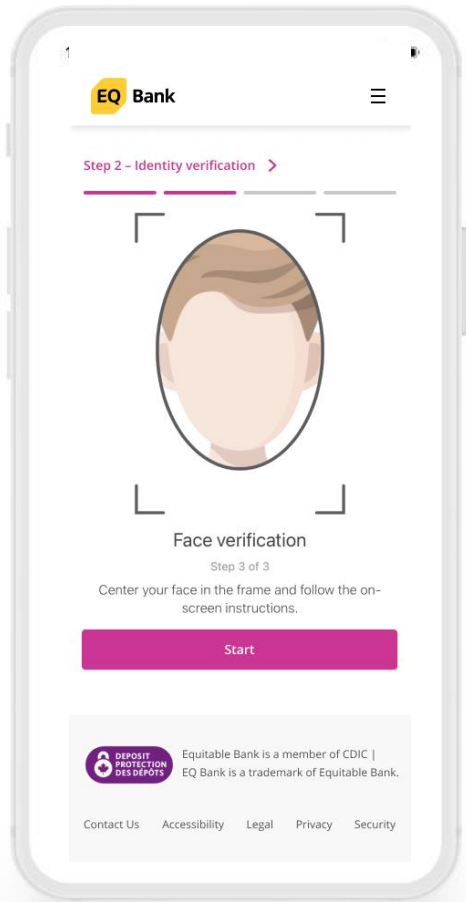 EQ Bank
Step 2 – Identity verification
Face verification
Step 3 of 3
Center your face in the frame and follow the on-
screen instructions.
Start
DEPOSIT
PROTECTION
DES DÉPÔTS
Equitable Bank is a member of CDIC |
EQ Bank is a trademark of Equitable Bank.
Contact Us Accessibility Legal Privacy Security